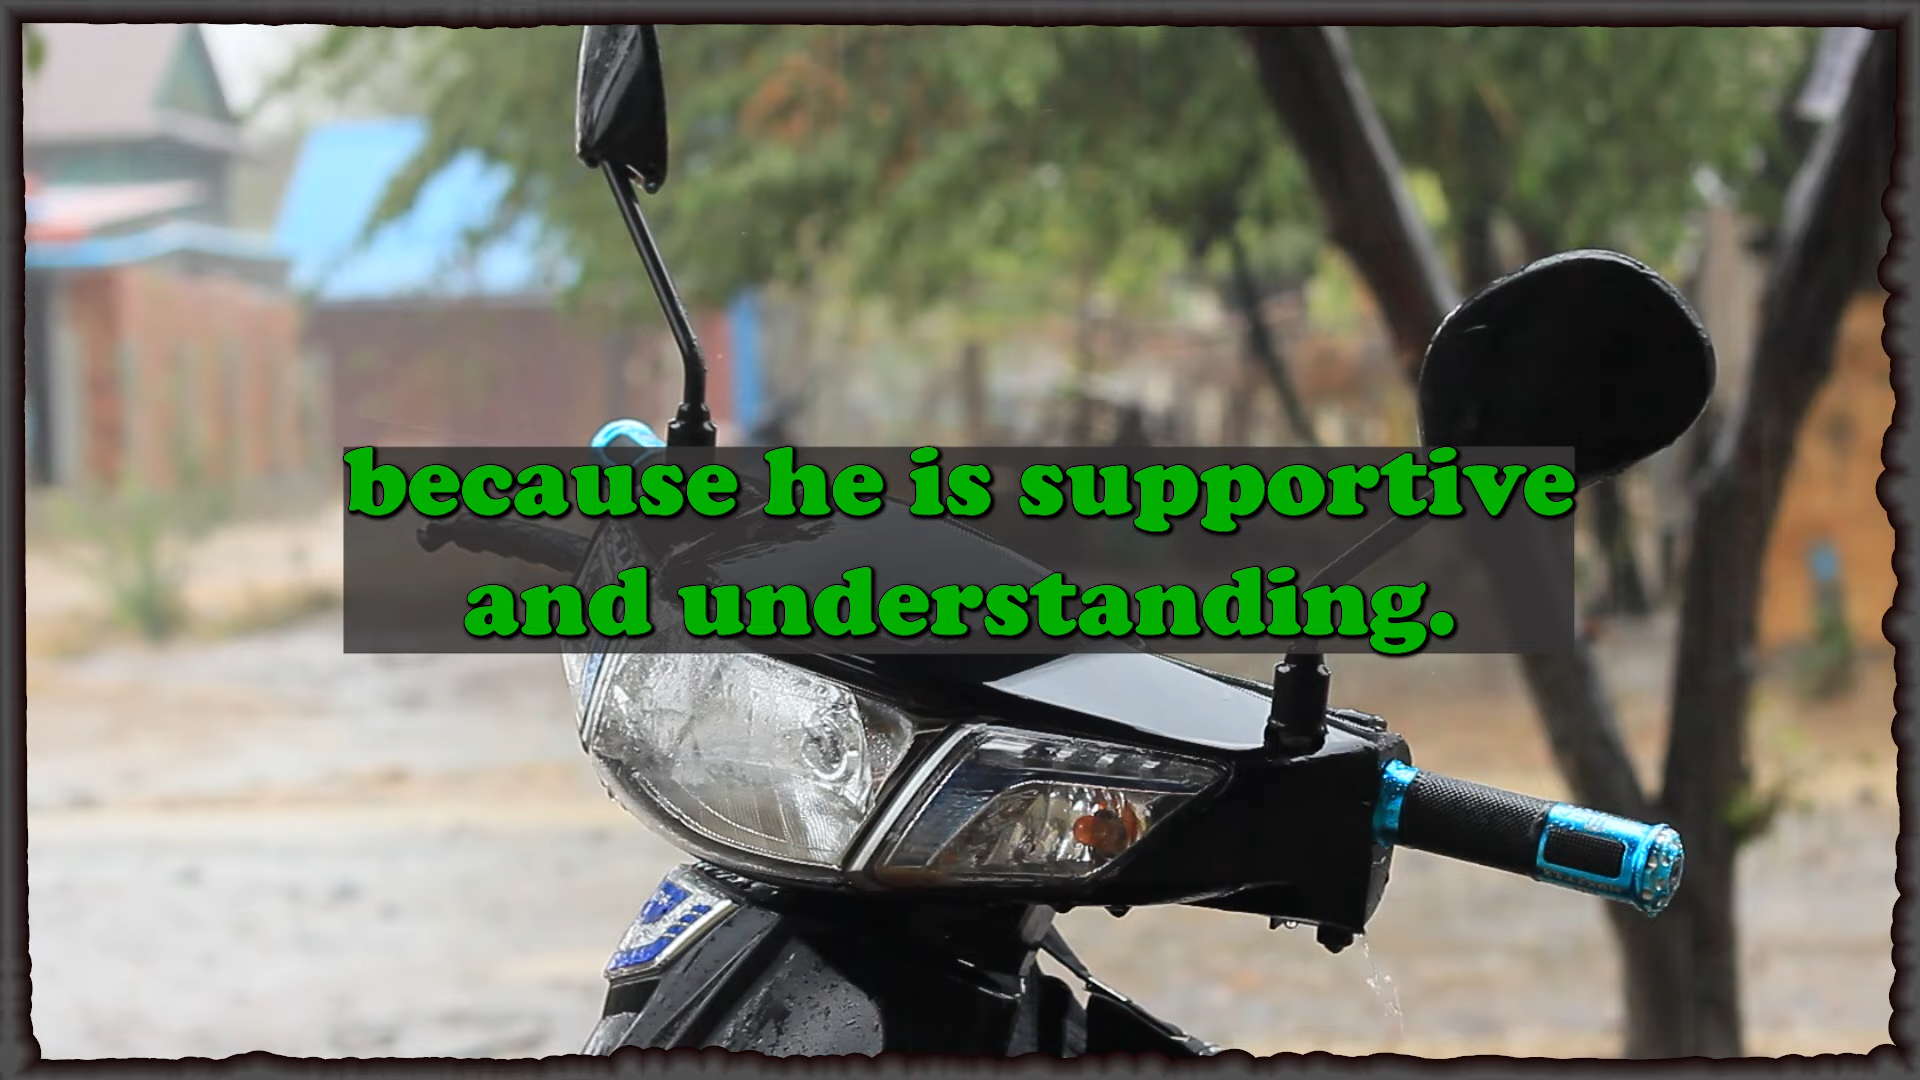 because he is supportive
and understanding.